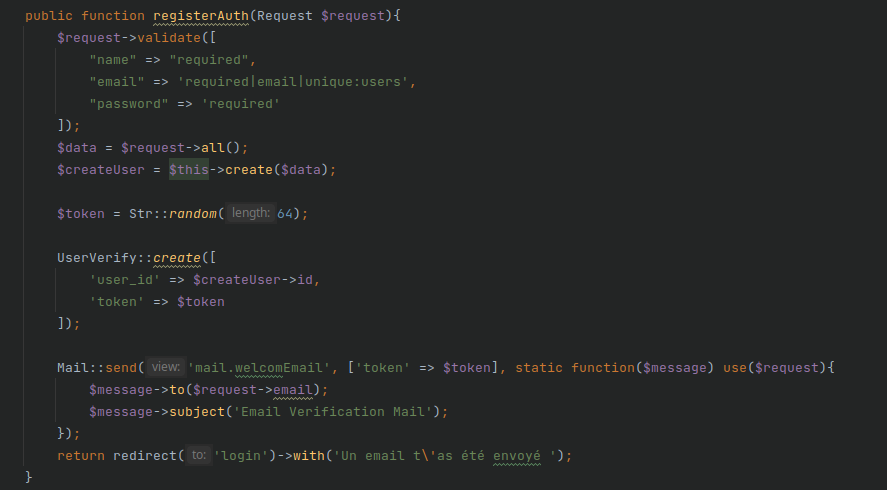 public function registerAuth(Request $request){
    $request->validate([
        "name" => "required",
        "email" => 'required|email|unique:users',
        "password" => 'required'
    ]);
    $data = $request->all();
    $createUser = $this->create($data);

    $token = Str::random( length: 64);

    UserVerify::create([
        'user_id' => $createUser->id,
        'token' => $token
    ]);

    Mail::send( view: 'mail.welcomEmail', ['token' => $token], static function($message) use($request){
        $message->to($request->email);
        $message->subject('Email Verification Mail');
    });
    return redirect( to: 'login')->with('Un email t\'as été envoyé ');
}